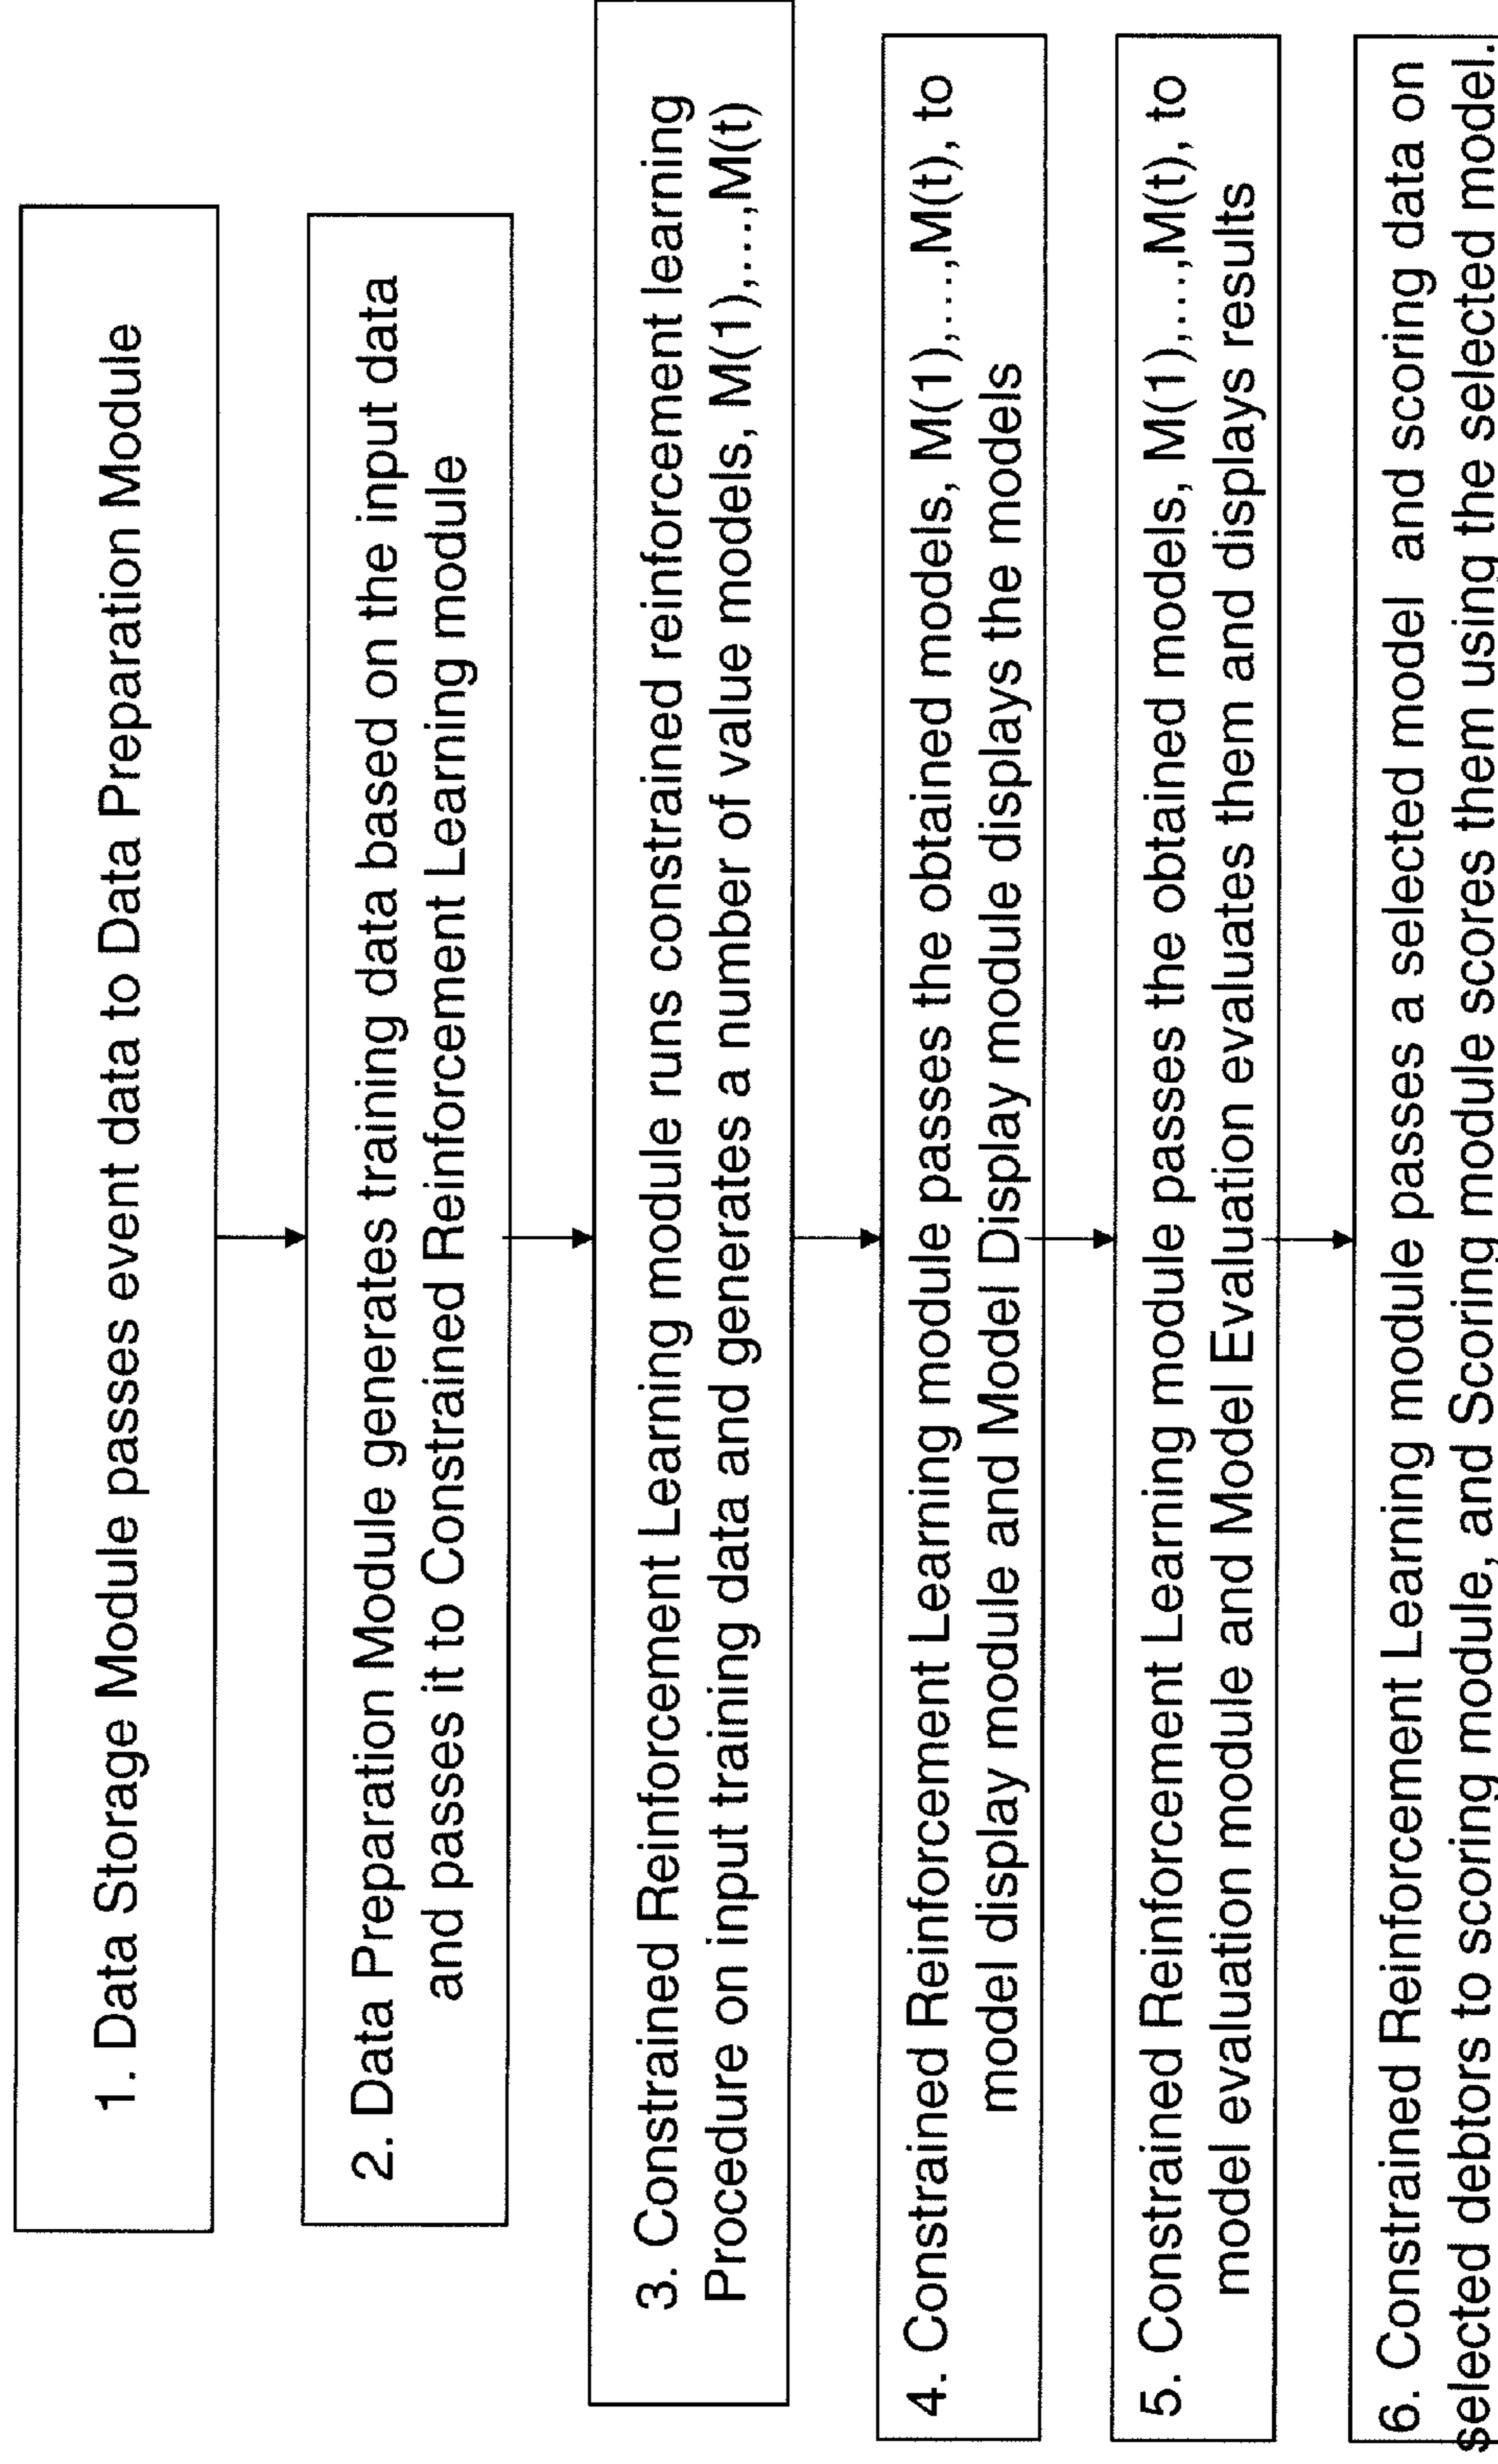 1. Data Storage Module passes event data to Data Preparation Module
2. Data Preparation Module generates training data based on the input data
and passes it to Constrained Reinforcement Learning module
3. Constrained Reinforcement Learning module runs constrained reinforcement learning
Procedure on input training data and generates a number of value models, M(1),...,M(t)
4. Constrained Reinforcement Learning module passes the obtained models, M(1),...,M(t), to
model display module and Model Display module displays the models
5. Constrained Reinforcement Learning module passes the obtained models, M(1),...,M(t), to
model evaluation module and Model Evaluation evaluates them and displays results
6. Constrained Reinforcement Learning module passes a selected model and scoring data on
selected debtors to scoring module, and Scoring module scores them using the selected model.